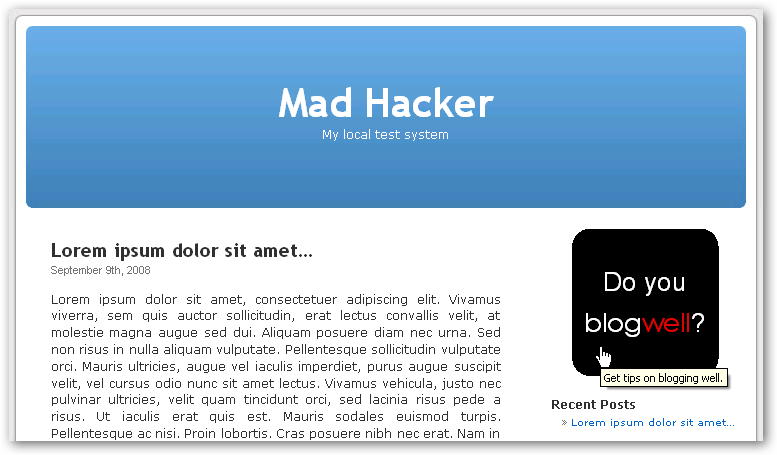 Mad Hacker
My local test system
Lorem ipsum dolor sit amet...
September 9th, 2008
Lorem ipsum dolor sit amet, consectetuer adipiscing elit. Vivamus
viverra, sem quis auctor sollicitudin, erat lectus convallis velit, at
molestie magna augue sed dui. Aliquam posuere diam nec urna. Sed
non risus in nulla aliquam vulputate. Pellentesque sollicitudin vulputate
orci. Mauris ultricies, augue vel iaculis imperdiet, purus augue suscipit
velit, vel cursus odio nunc sit amet lectus. Vivamus vehicula, justo nec
pulvinar ultricies, velit quam tincidunt orci, sed lacinia risus pede a
risus. Ut iaculis erat quis est. Mauris sodales euismod turpis.
Pellentesque ac nisi. Proin lobortis. Cras posuere nibh nec erat. Nam in
Do you
blogwell?
Get tips on blogging well.
Recent Posts
» Lorem ipsum dolor sit amet...